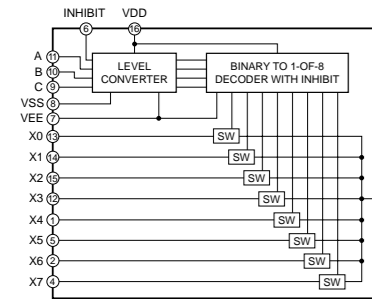 INHIBIT VDD
6 16
A 11
B 10
C 9
VSS 8
VEE 7
LEVEL
CONVERTER
BINARY TO 1-OF-8
DECODER WITH INHIBIT
X0 13 SW
X1 14 SW
X2 15 SW
X3 12 SW
X4 1 SW
X5 5 SW
X6 2 SW
X7 4 SW